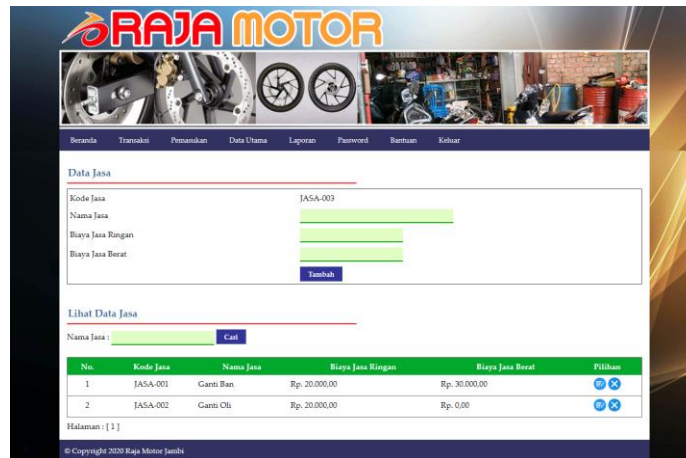 RAJA MOTOR
Beranda Transaksi Pemasukan Data Utama Laporan Password Bantuan Keluar
Data Jasa
Kode Jasa JASA-003
Nama Jasa
Biaya Jasa Ringan
Biaya Jasa Berat
Tambah
Lihat Data Jasa
Nama Jasa : Cari
No. Kode Jasa Nama Jasa Biaya Jasa Ringan Biaya Jasa Berat Pilihan
1 JASA-001 Ganti Ban Rp. 20.000,00 Rp. 30.000,00
2 JASA-002 Ganti Oli Rp. 20.000,00 Rp. 0,00
Halaman : [ 1 ]
© Copyright 2020 Raja Motor Jambi